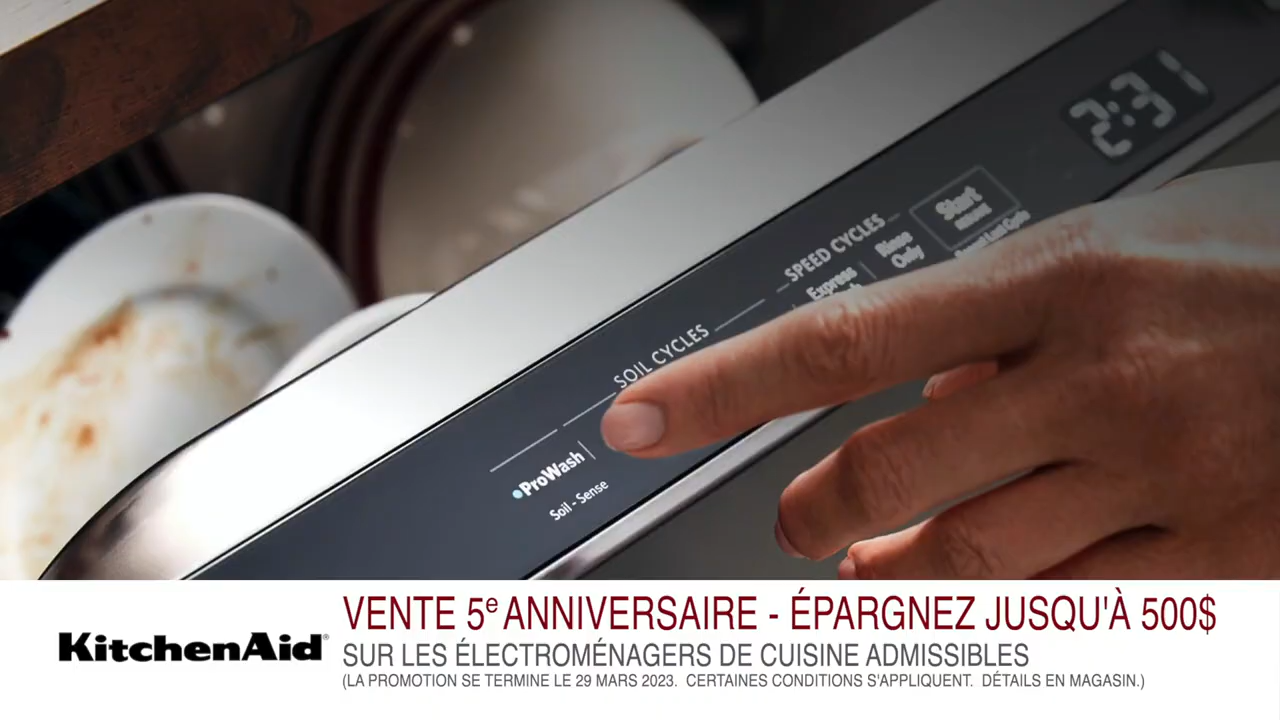 2:31
Start
SPEED CYCLES
Rinse
Only
Express
SOIL CYCLES
ProWash
Soil - Sense
KitchenAid®
VENTE 5e ANNIVERSAIRE - ÉPARGNEZ JUSQU'À 500$
SUR LES ÉLECTROMÉNAGERS DE CUISINE ADMISSIBLES
(LA PROMOTION SE TERMINE LE 29 MARS 2023. CERTAINES CONDITIONS S'APPLIQUENT. DÉTAILS EN MAGASIN.)